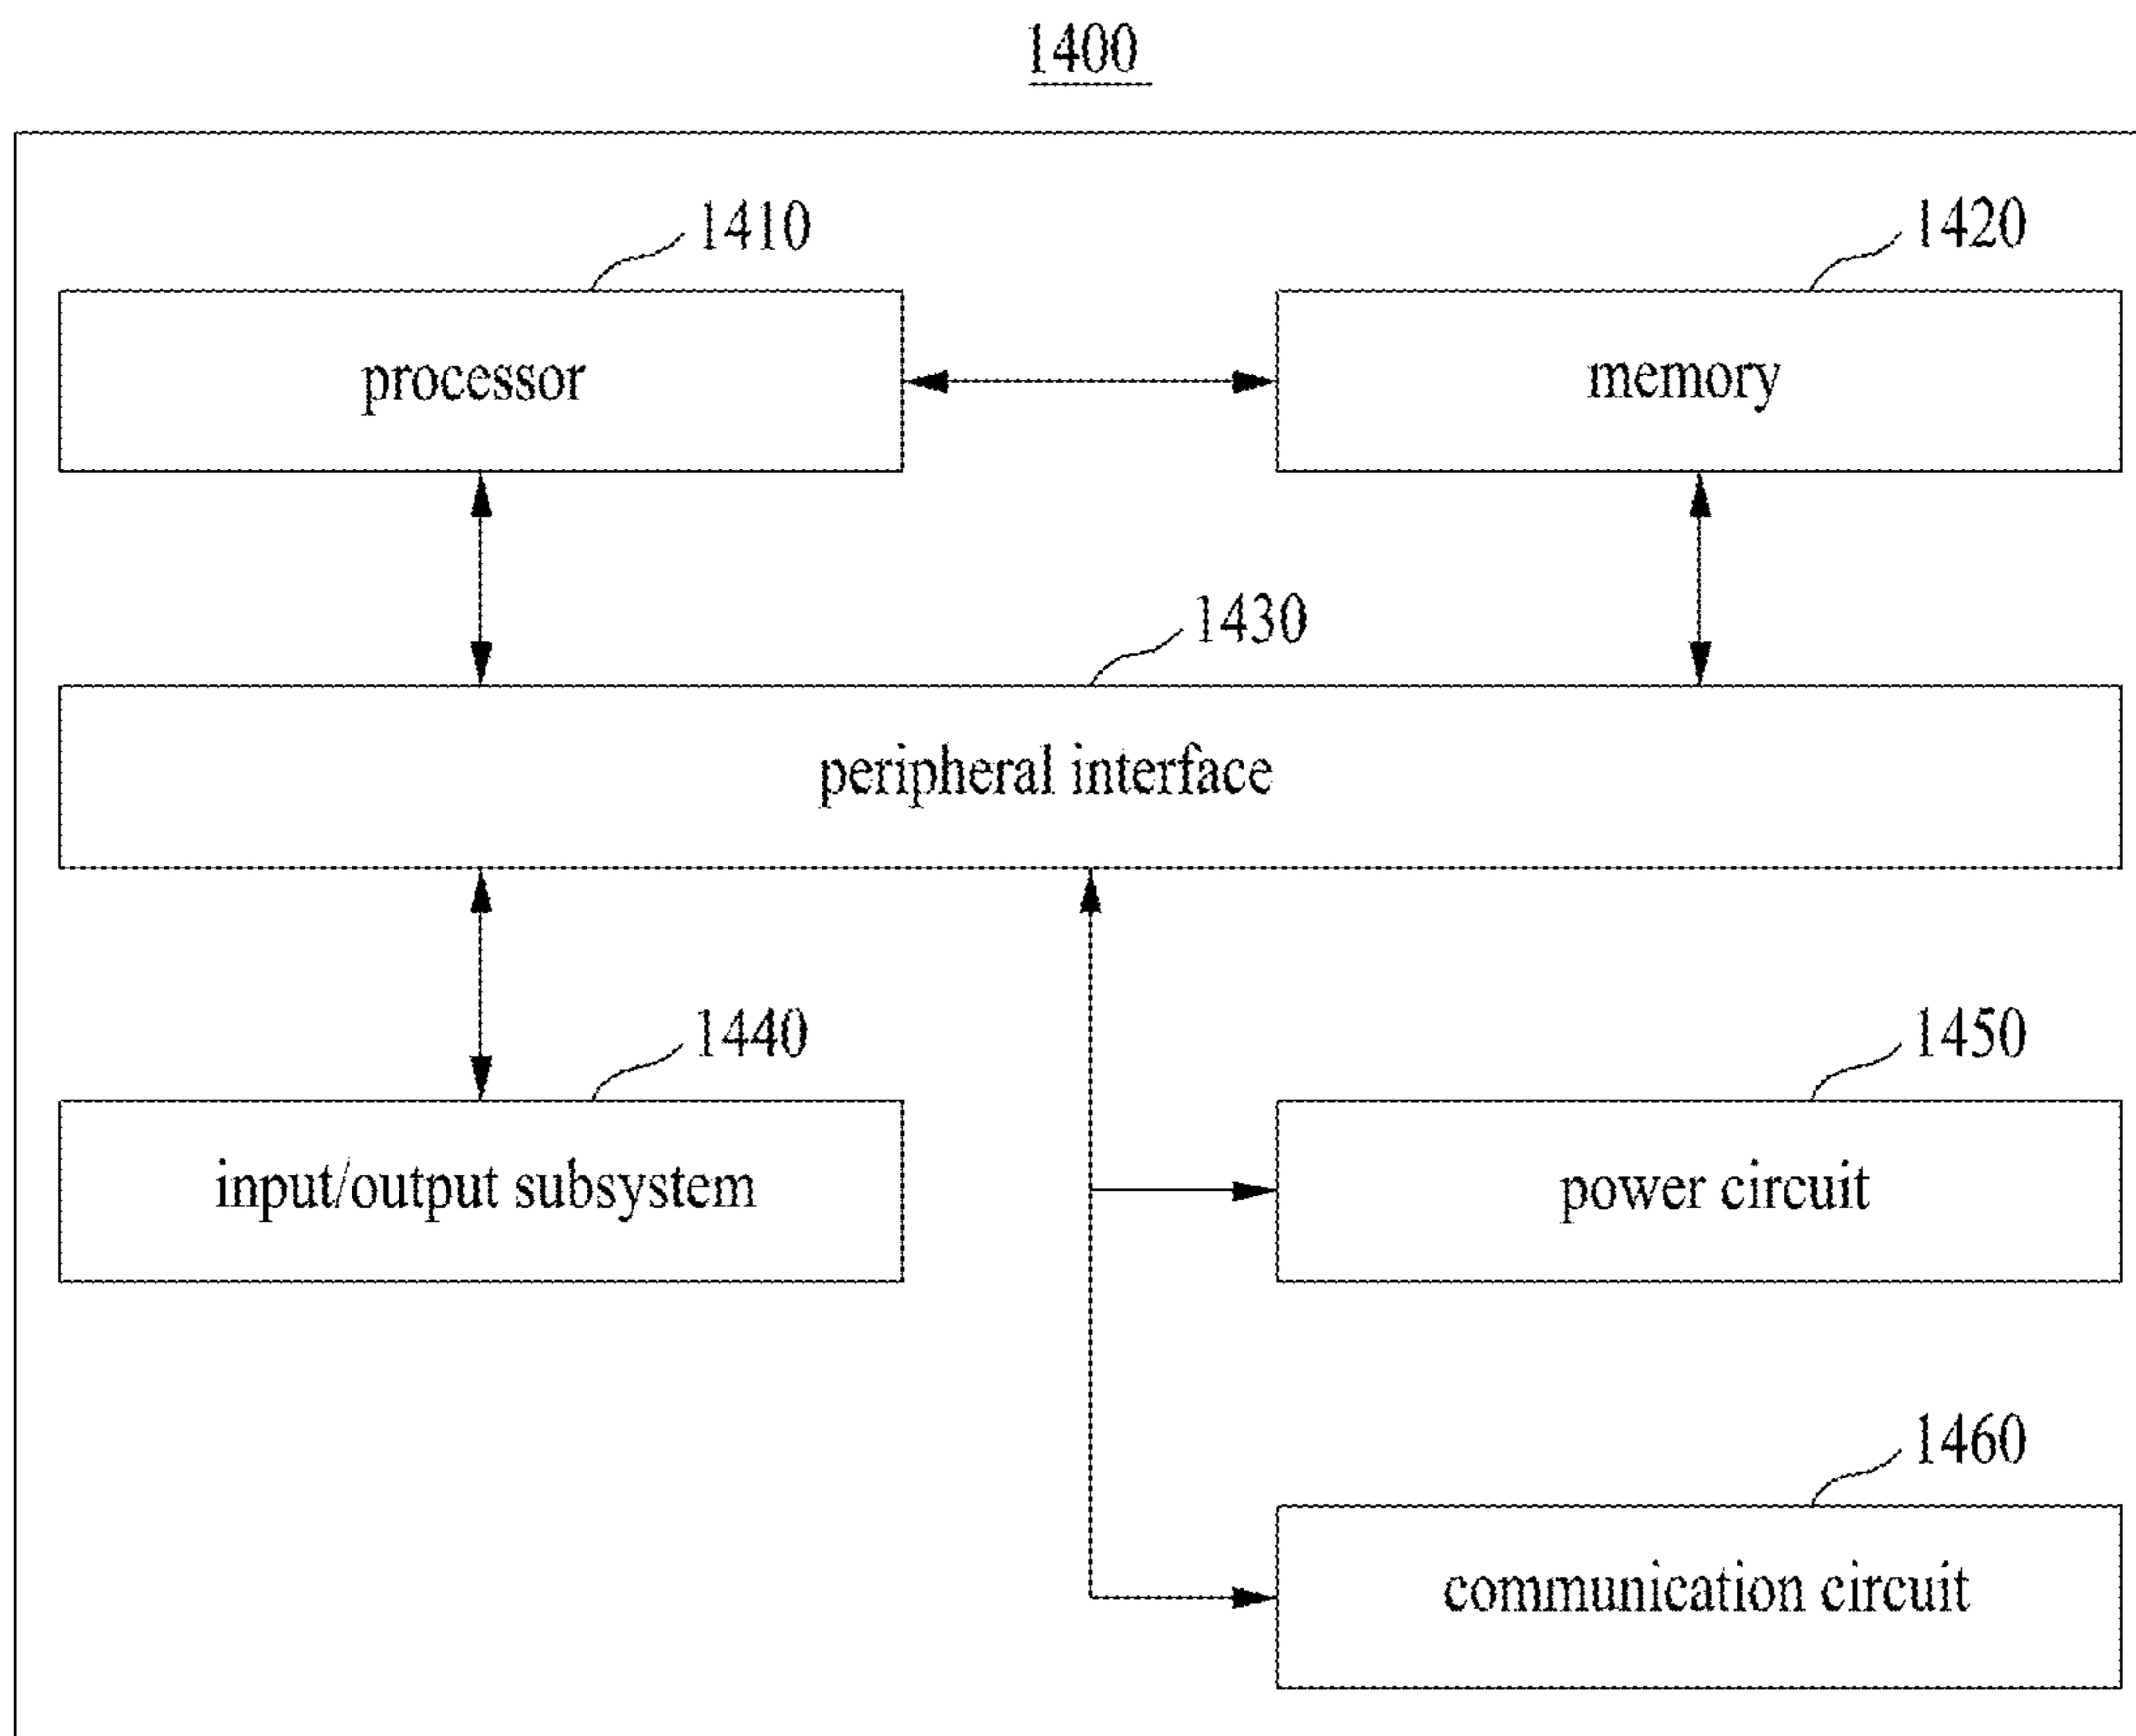 1400
1410
1420
processor
memory
1430
peripheral interface
1440
1450
input/output subsystem
power circuit
1460
communication circuit